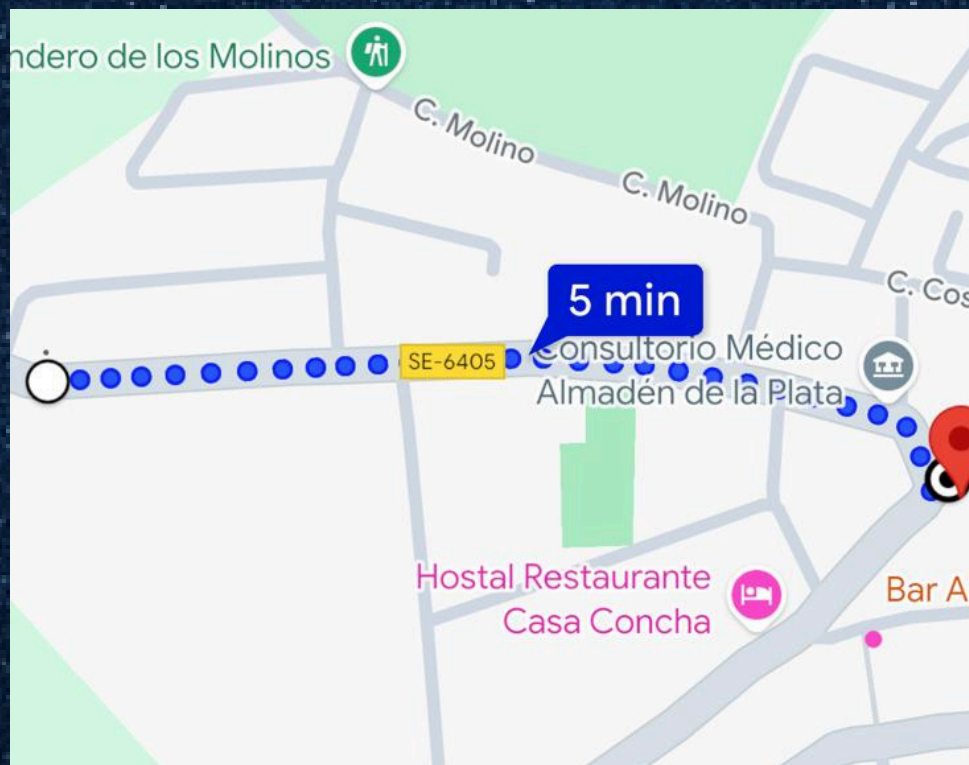 ndero de los Molinos
C. Molino
C. Molino
C. Cos
5 min
SE-6405
Consultorio Médico
Almadén de la Plata
Hostal Restaurante
Casa Concha
Bar A